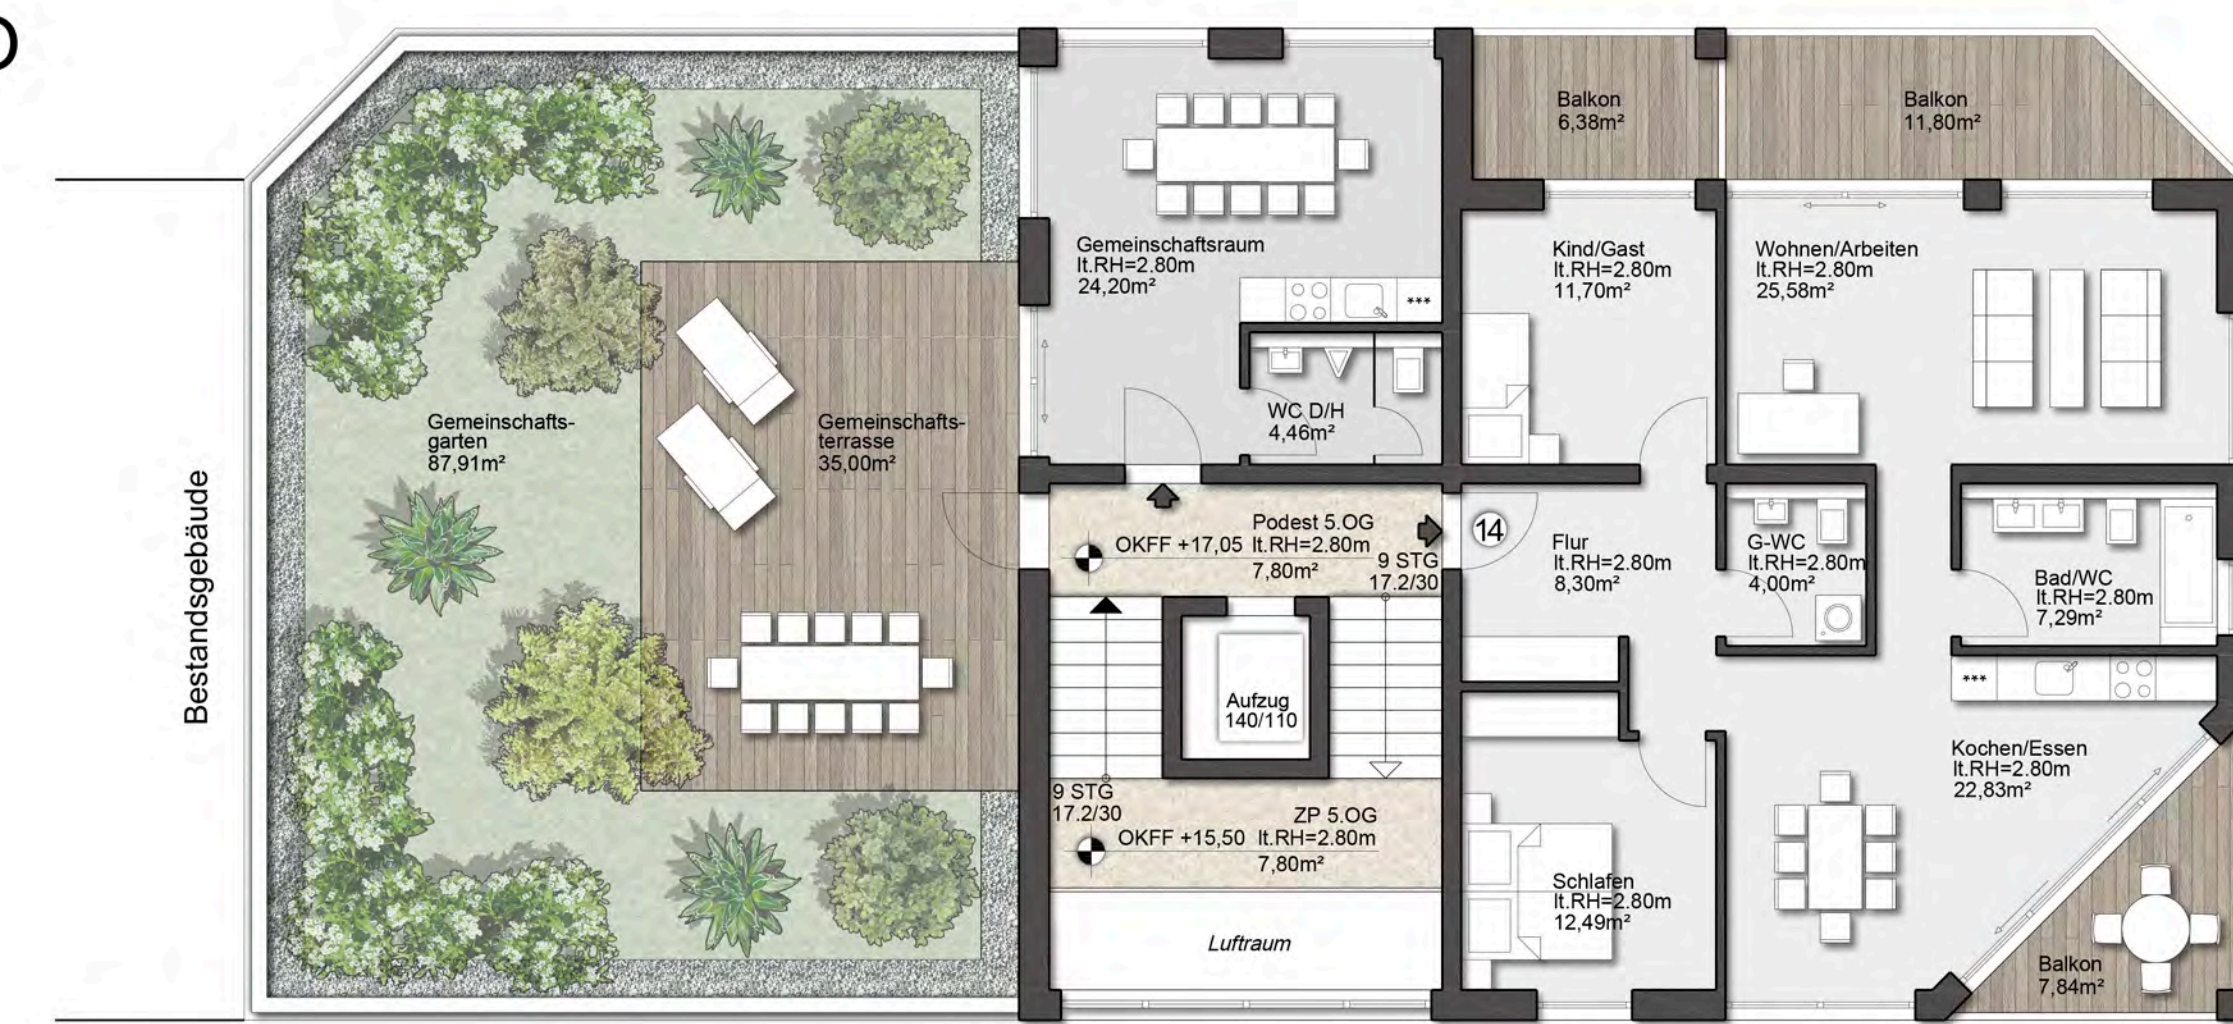 Bestandsgebäude
Gemeinschafts-
garten
87,91m²
Gemeinschafts-
terrasse
35,00m²
Gemeinschaftsraum
lt.RH=2.80m
24,20m²
***
WC D/H
4,46m²
Balkon
6,38m²
Balkon
11,80m²
Kind/Gast
lt.RH=2.80m
11,70m²
Wohnen/Arbeiten
lt.RH=2.80m
25,58m²
Podest 5.OG
OKFF +17,05 lt.RH=2.80m
7,80m²
9 STG
17.2/30
14
Flur
lt.RH=2.80m
8,30m²
G-WC
lt.RH=2.80m
4,00m²
Bad/WC
lt.RH=2.80m
7,29m²
***
Aufzug
140/110
Kochen/Essen
lt.RH=2.80m
22,83m²
9 STG
17.2/30
ZP 5.OG
OKFF +15,50 lt.RH=2.80m
7,80m²
Schlafen
lt.RH=2.80m
12,49m²
Luftraum
Balkon
7,84m²